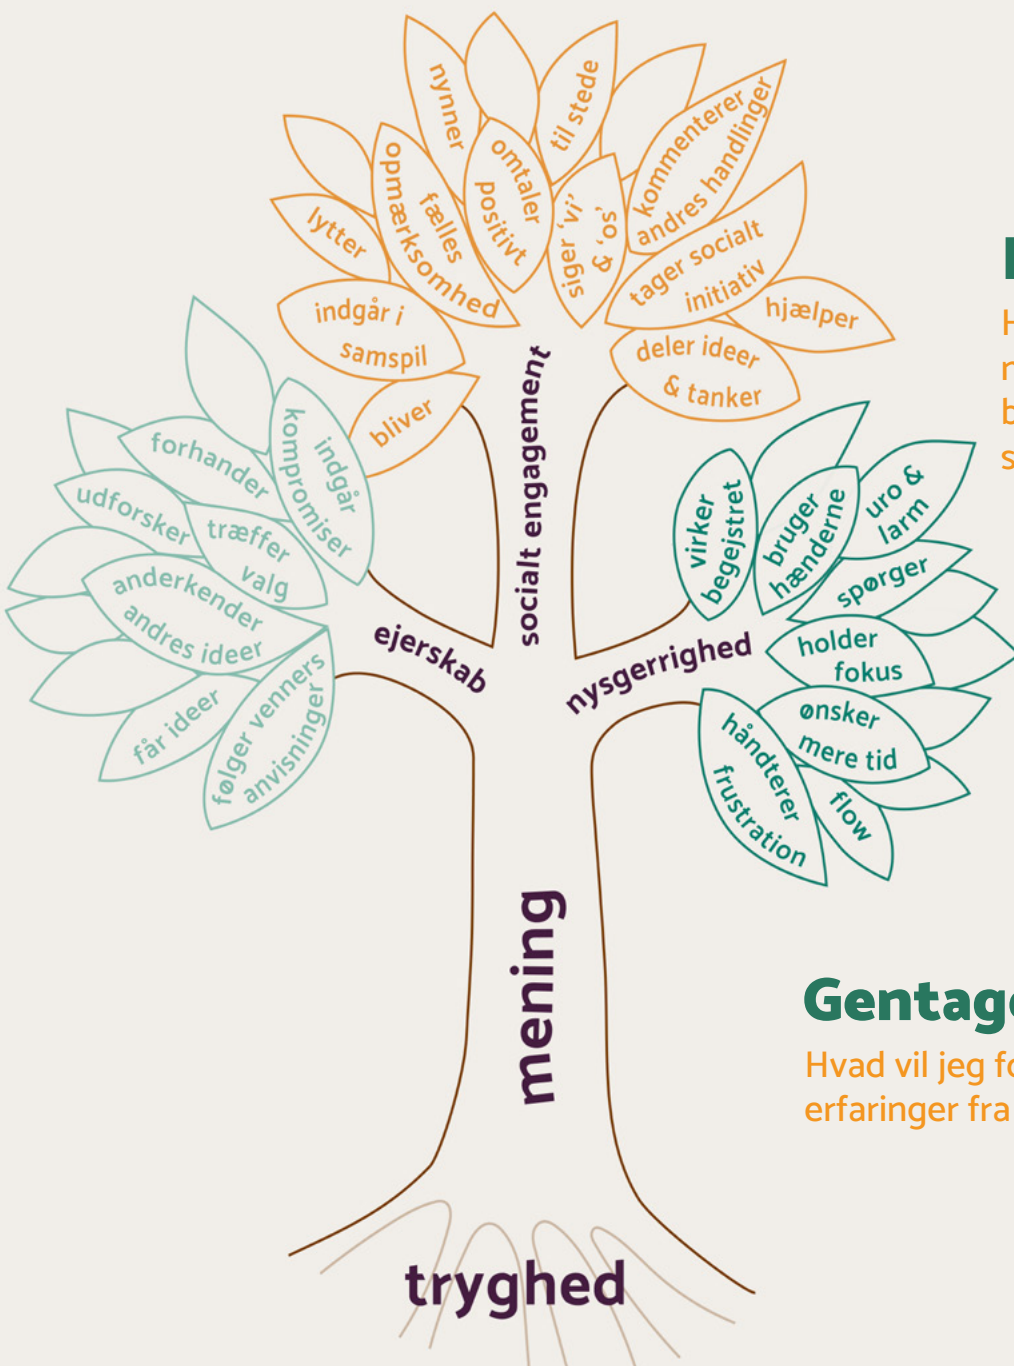 nynner
til stede
kommenterer
andres handlinger
opmærksomhed
fælles
omtaler
positivt
siger 'vi'
& 'os'
lytter
tager socialt
initiativ
hjælper
indgår i
samspil
deler ideer
& tanker
bliver
socialt engagement
indgår
kompromiser
forhander
udforsker
træffer
valg
anderkender
andres ideer
får ideer
følger venners
anvisninger
ejerskab
virker
begejstret
bruger
hænderne
uro &
larm
spørger
holder
fokus
ønsker
mere tid
håndterer
frustration
flow
nysgerrighed
mening
tryghed
Hvad vil jeg
erfaringer fra